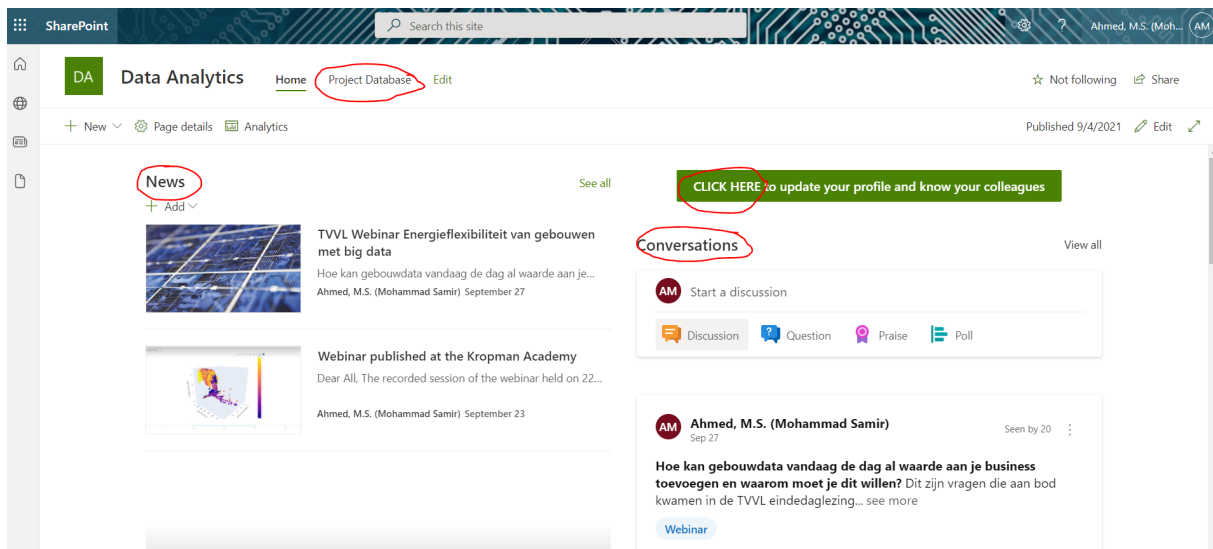 SharePoint
Search this site
?
Ahmed, M.S. (Moh...
AM
DA
Data Analytics
Home
Project Database
Edit
Not following
Share
New
Page details
Analytics
Published 9/4/2021
Edit
News
See all
Add
TVVL Webinar Energieflexibiliteit van gebouwen
met big data
Hoe kan gebouwdata vandaag de dag al waarde aan je...
Ahmed, M.S. (Mohammad Samir) September 27
Webinar published at the Kropman Academy
Dear All, The recorded session of the webinar held on 22...
Ahmed, M.S. (Mohammad Samir) September 23
CLICK HERE to update your profile and know your colleagues
Conversations
View all
AM
Start a discussion
Discussion
Question
Praise
Poll
AM
Ahmed, M.S. (Mohammad Samir)
Sep 27
Seen by 20
Hoe kan gebouwdata vandaag de dag al waarde aan je business
toevoegen en waarom moet je dit willen? Dit zijn vragen die aan bod
kwamen in de TVVL eindedaglezing... see more
Webinar